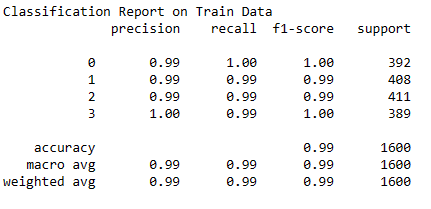 Classification Report on Train Data
precision recall f1-score support
0 0.99 1.00 1.00 392
1 0.99 0.99 0.99 408
2 0.99 0.99 0.99 411
3 1.00 0.99 1.00 389
accuracy 0.99 1600
macro avg 0.99 0.99 0.99 1600
weighted avg 0.99 0.99 0.99 1600